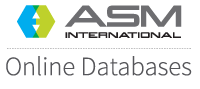 ASM
INTERNATIONAL
Online Databases